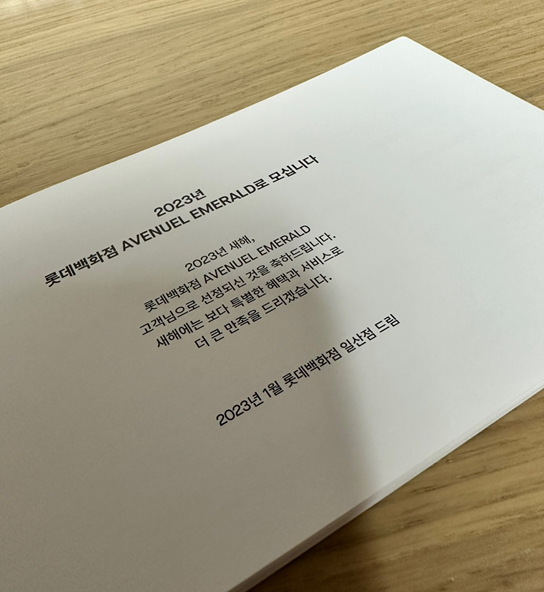 2023년
롯데백화점 AVENUEL EMERALD로 모십니다
2023년 새해,
롯데백화점 AVENUEL EMERALD
고객님으로 선정되신 것을 축하드립니다.
새해에는 보다 특별한 혜택과 서비스로
더 큰 만족을 드리겠습니다.
2023년 1월 롯데백화점 일산점 드림